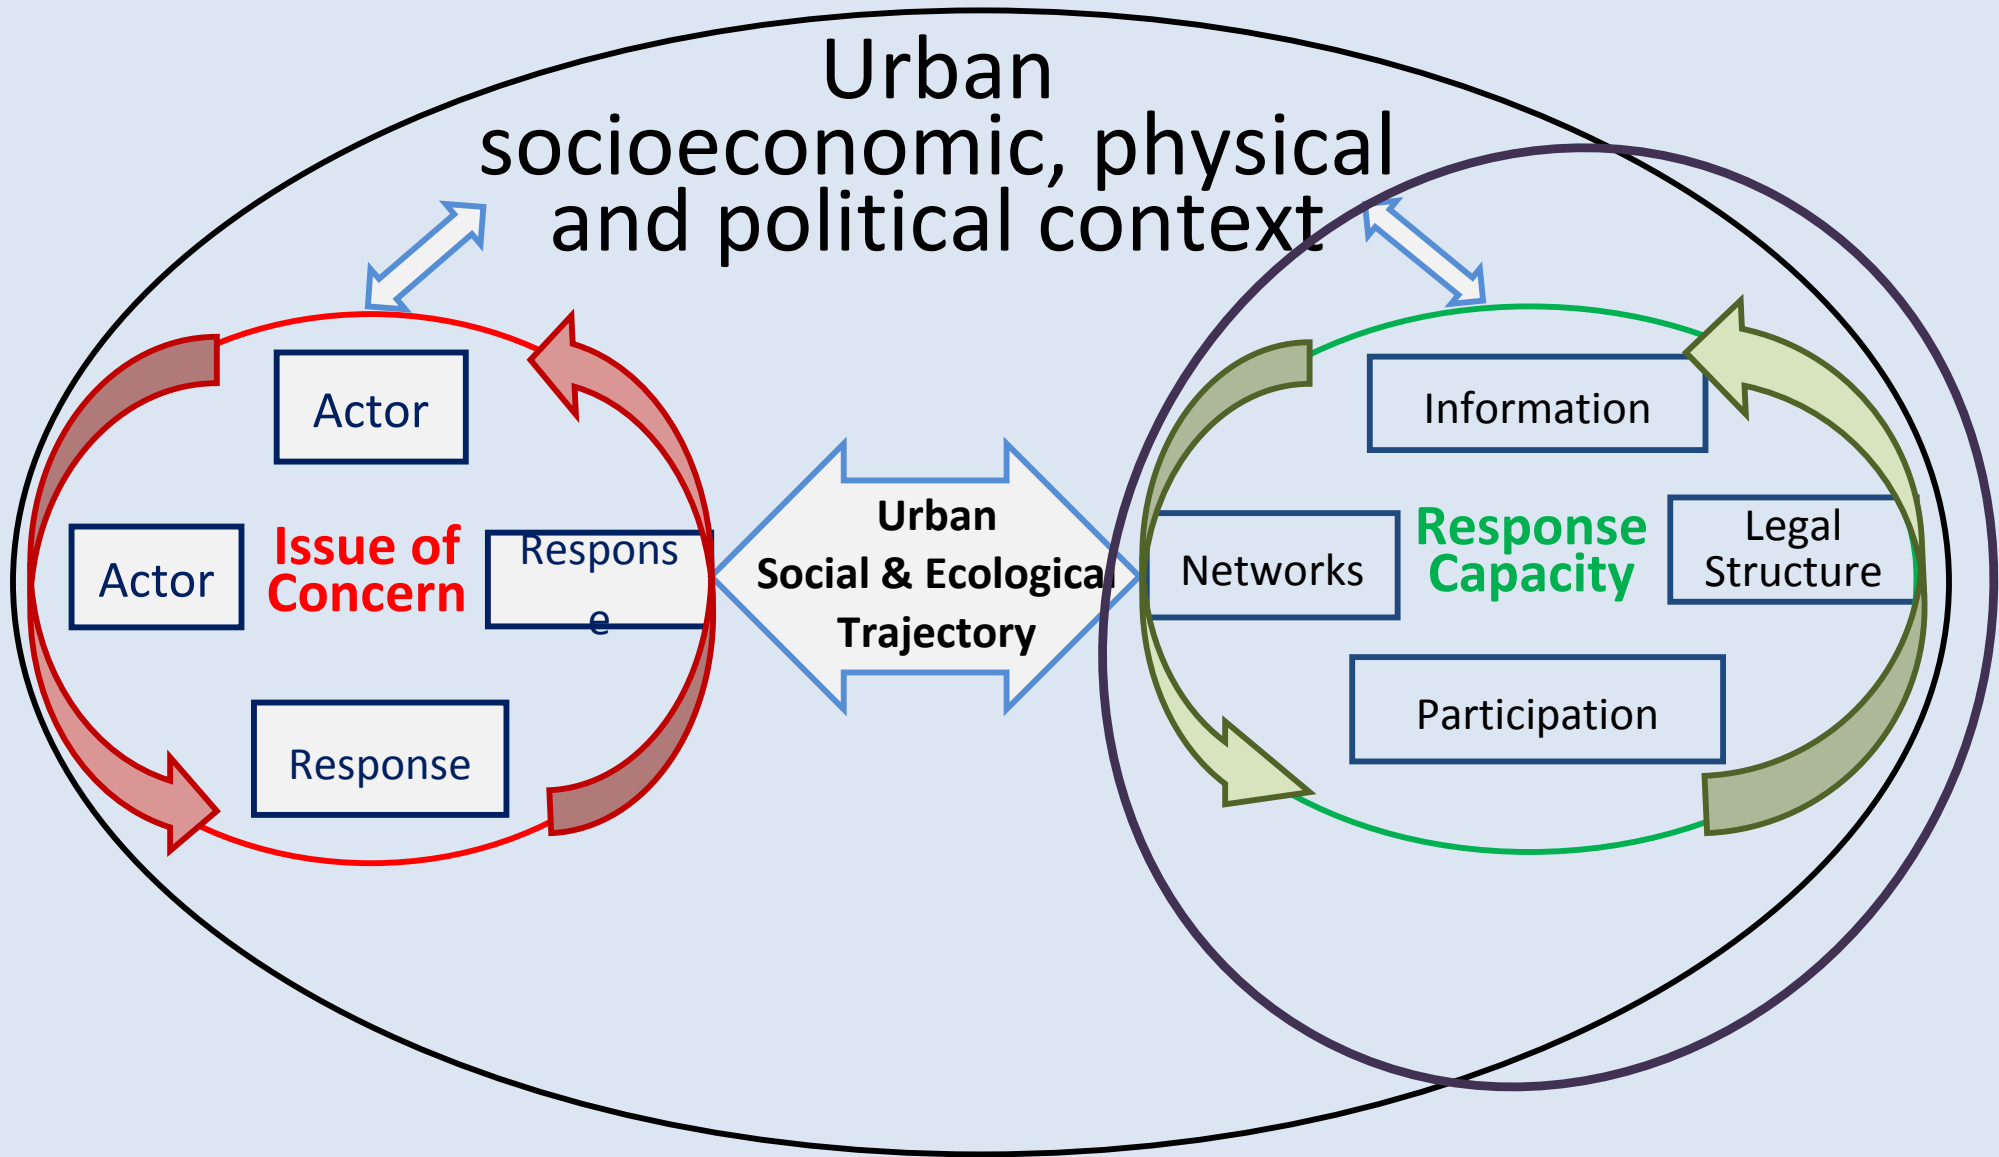 Urban
socioeconomic, physical
and political context
Actor
Actor
Issue of
Concern
Respons
e
Response
Urban
Social & Ecological
Trajectory
Information
Networks
Response
Capacity
Legal
Structure
Participation